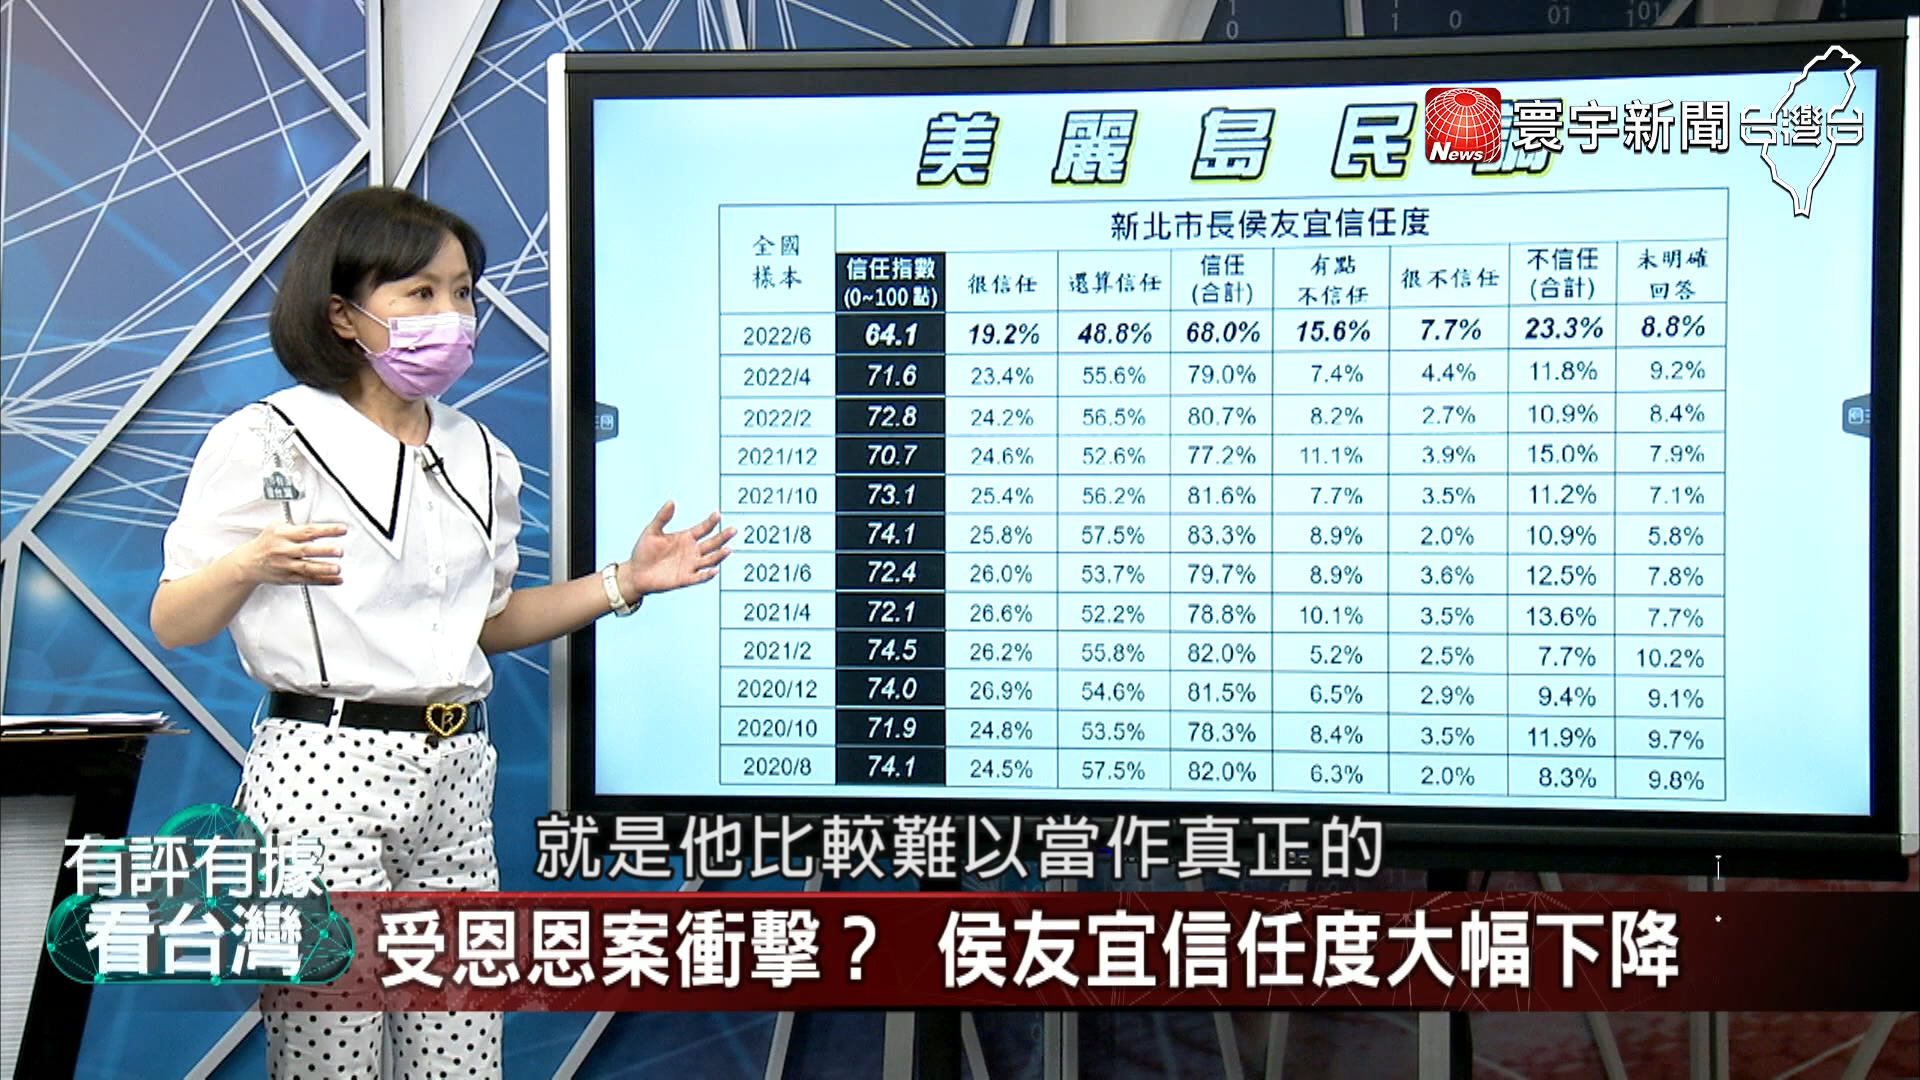 美麗島民調
News 寰宇新聞 台灣
全國樣本 新北市長侯友宜信任度
信任指數(0~100點) 很信任 還算信任 信任(合計) 有點不信任 很不信任 不信任(合計) 未明確回答
2022/6 64.1 19.2% 48.8% 68.0% 15.6% 7.7% 23.3% 8.8%
2022/4 71.6 23.4% 55.6% 79.0% 7.4% 4.4% 11.8% 9.2%
2022/2 72.8 24.2% 56.5% 80.7% 8.2% 2.7% 10.9% 8.4%
2021/12 70.7 24.6% 52.6% 77.2% 11.1% 3.9% 15.0% 7.9%
2021/10 73.1 25.4% 56.2% 81.6% 7.7% 3.5% 11.2% 7.1%
2021/8 74.1 25.8% 57.5% 83.3% 8.9% 2.0% 10.9% 5.8%
2021/6 72.4 26.0% 53.7% 79.7% 8.9% 3.6% 12.5% 7.8%
2021/4 72.1 26.6% 52.2% 78.8% 10.1% 3.5% 13.6% 7.7%
2021/2 74.5 26.2% 55.8% 82.0% 5.2% 2.5% 7.7% 10.2%
2020/12 74.0 26.9% 54.6% 81.5% 6.5% 2.9% 9.4% 9.1%
2020/10 71.9 24.8% 53.5% 78.3% 8.4% 3.5% 11.9% 9.7%
2020/8 74.1 24.5% 57.5% 82.0% 6.3% 2.0% 8.3% 9.8%
就是他比較難以當作真正的
有評有據
看台灣
受恩恩案衝擊？ 侯友宜信任度大幅下降